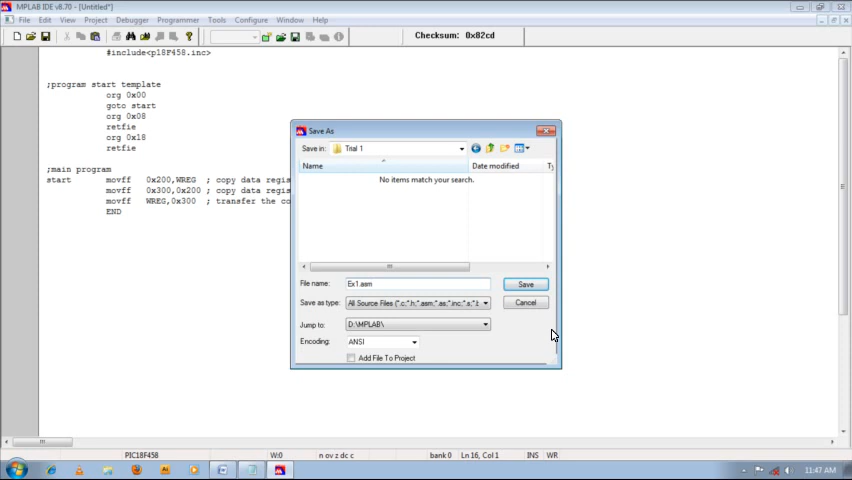 MPLAB IDE v8.70 - [Untitled*]
File Edit View Project Debugger Programmer Tools Configure Window Help
Checksum: 0x82cd
#include<p18F458.inc>
;program start template
org 0x00
goto start
org 0x08
retfie
org 0x18
retfie
;main program
start movff 0x200,WREG ; copy data regis
movff 0x300,0x200 ; copy data regis
movff WREG,0x300 ; transfer the co
END
Save As
Save in: Trial 1
Name Date modified
No items match your search.
File name: Ex1.asm Save
Save as type: All Source Files (*.c;*.h;*.asm;*.as;*.inc;*.s;*.b Cancel
Jump to: D:\MPLAB\
Encoding: ANSI
Add File To Project
PIC18F458 W:0 n ov z dc c bank 0 Ln 16, Col 1 INS WR
11:47 AM